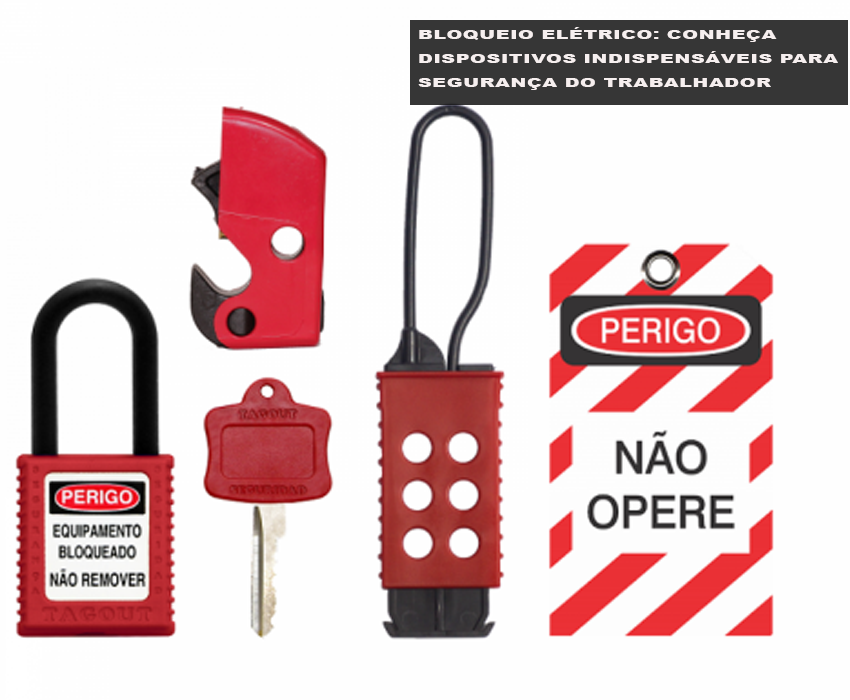 BLOQUEIO ELÉTRICO: CONHEÇA
DISPOSITIVOS INDISPENSÁVEIS PARA
SEGURANÇA DO TRABALHADOR
PERIGO
EQUIPAMENTO
BLOQUEADO
NÃO REMOVER
TAGOUT
TAGOUT
SEGURIDAD
PERIGO
NÃO
OPERE